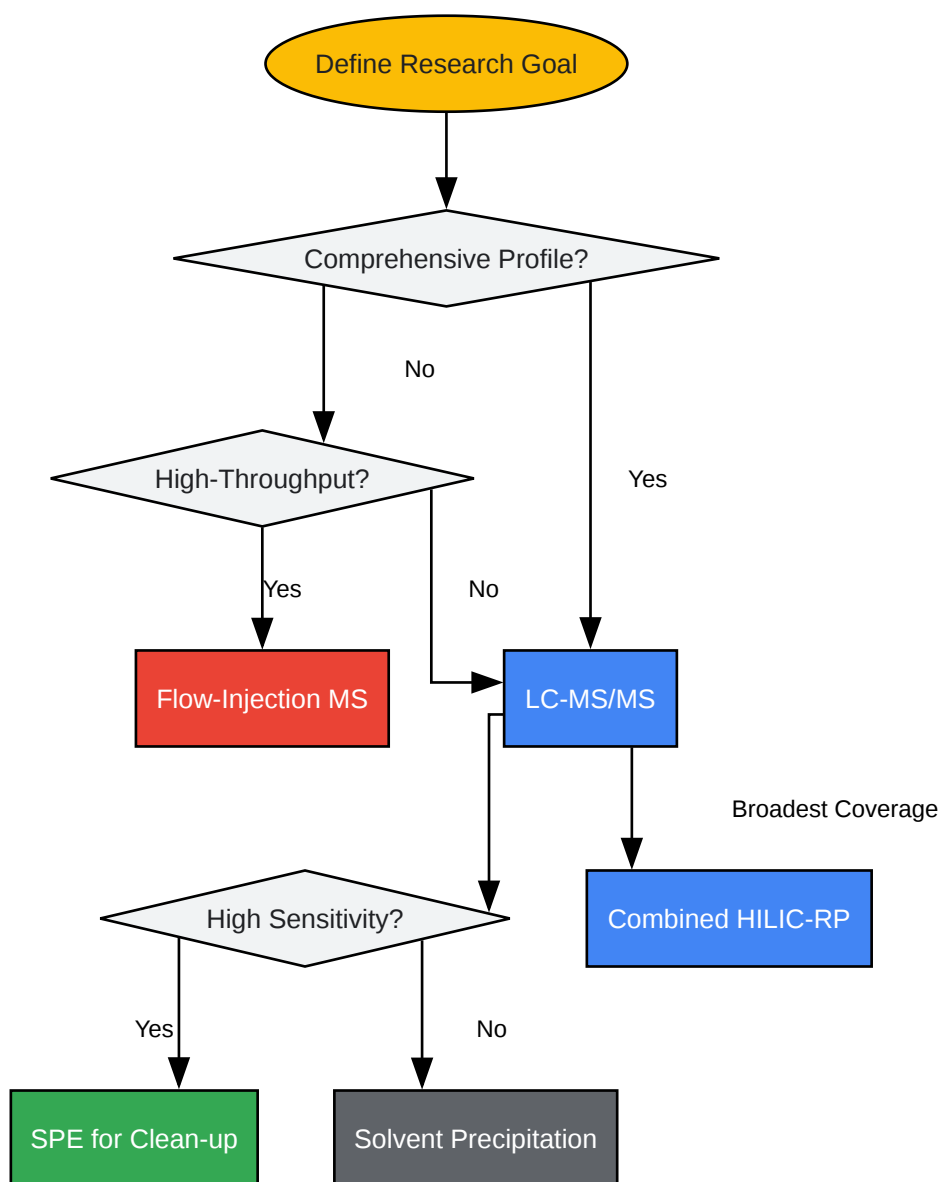 Define Research Goal
Comprehensive Profile?
No
High-Throughput?
Yes
Yes
No
Flow-Injection MS
LC-MS/MS
Broadest Coverage
High Sensitivity?
Combined HILIC-RP
Yes
No
SPE for Clean-up
Solvent Precipitation